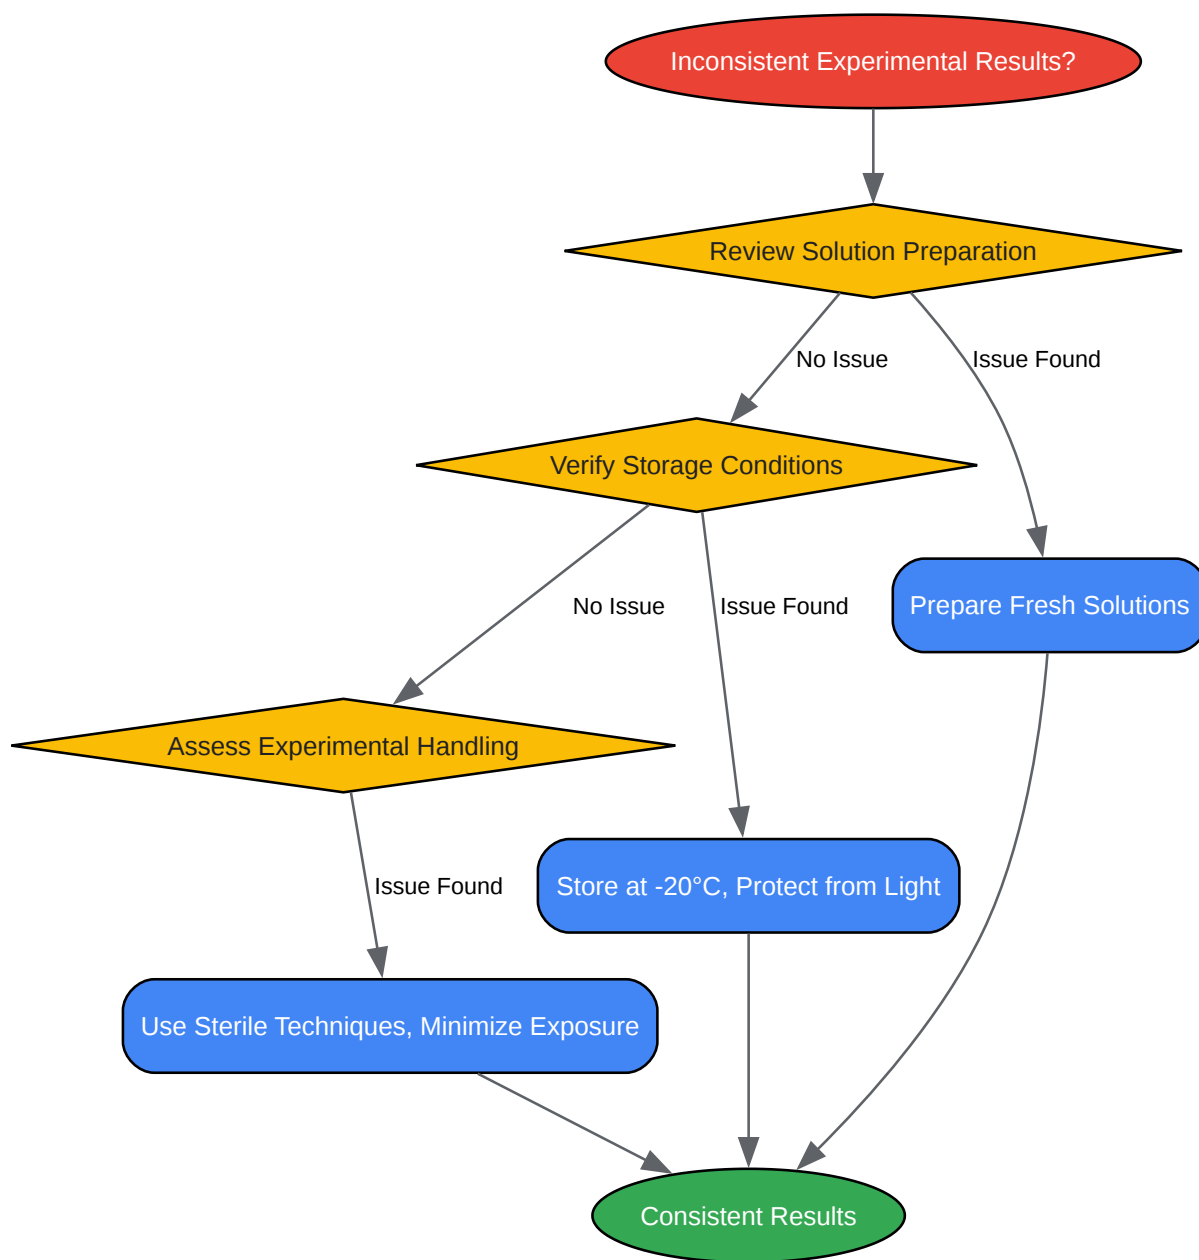 Inconsistent Experimental Results?
Review Solution Preparation
No Issue
Issue Found
Verify Storage Conditions
No Issue
Issue Found
Prepare Fresh Solutions
Assess Experimental Handling
Issue Found
Store at -20°C, Protect from Light
Use Sterile Techniques, Minimize Exposure
Consistent Results